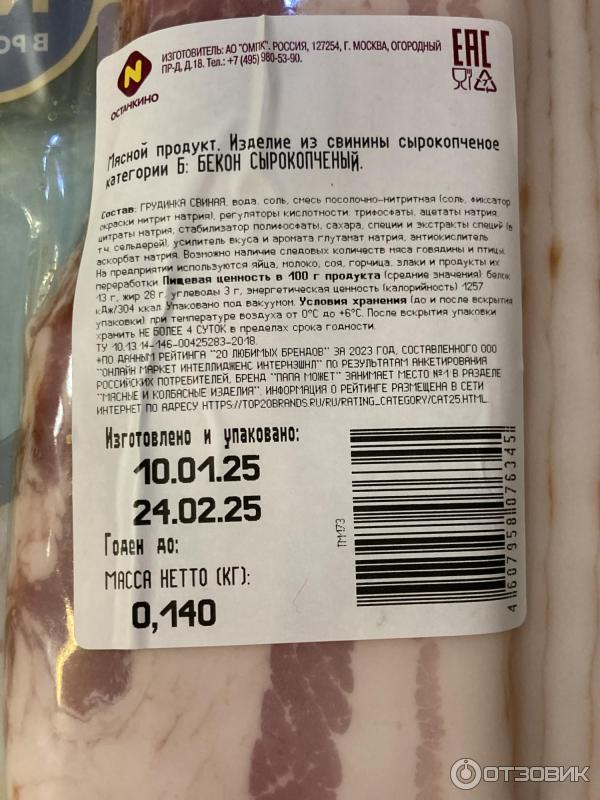 В РО
ОСТАНКИНО
ИЗГОТОВИТЕЛЬ: АО "ОМПК". РОССИЯ, 127254, Г. МОСКВА, ОГОРОДНЫЙ
ПР-Д, Д.18. Тел.: +7 (495) 980-53-90.
EAC
Мясной продукт. Изделие из свинины сырокопченое
категории Б: БЕКОН СЫРОКОПЧЕНЫЙ.
Состав: ГРУДИНКА СВИНАЯ, вода, соль, смесь посолочно-нитритная (соль, фиксатор
окраски нитрит натрия), регуляторы кислотности: трифосфаты, ацетаты натрия,
цитраты натрия, стабилизатор полифосфаты, сахара, специи и экстракты специй (в
т.ч. сельдерей), усилитель вкуса и аромата глутамат натрия, антиокислитель
аскорбат натрия. Возможно наличие следовых количеств мяса говядины и птицы.
На предприятии используются яйца, молоко, соя, горчица, злаки и продукты их
переработки. Пищевая ценность в 100 г продукта (средние значения): белок
13 г, жир 28 г, углеводы 3 г, энергетическая ценность (калорийность) 1257
кДж/304 ккал. Упаковано под вакуумом. Условия хранения (до и после вскрытия
упаковки) при температуре воздуха от 0°С до +6°С. После вскрытия упаковки
хранить НЕ БОЛЕЕ 4 СУТОК в пределах срока годности.
ТУ 10.13.14-146-00425283-2018.
*ПО ДАННЫМ РЕЙТИНГА "20 ЛЮБИМЫХ БРЕНДОВ" ЗА 2023 ГОД, СОСТАВЛЕННОГО ООО
"ОНЛАЙН МАРКЕТ ИНТЕЛЛИДЖЕНС ИНТЕРНЭШНЛ" ПО РЕЗУЛЬТАТАМ АНКЕТИРОВАНИЯ
РОССИЙСКИХ ПОТРЕБИТЕЛЕЙ, БРЕНД "ПАПА МОЖЕТ" ЗАНИМАЕТ МЕСТО №1 В РАЗДЕЛЕ
"МЯСНЫЕ И КОЛБАСНЫЕ ИЗДЕЛИЯ". ИНФОРМАЦИЯ О РЕЙТИНГЕ РАЗМЕЩЕНА В СЕТИ
ИНТЕРНЕТ ПО АДРЕСУ HTTPS://TOP20BRANDS.RU/RU/RATING_CATEGORY/CAT25.HTML.
Изготовлено и упаковано:
10.01.25
24.02.25
Годен до:
МАССА НЕТТО (КГ):
0,140
ТМ173
4 607958 076345
ОТЗОВИК